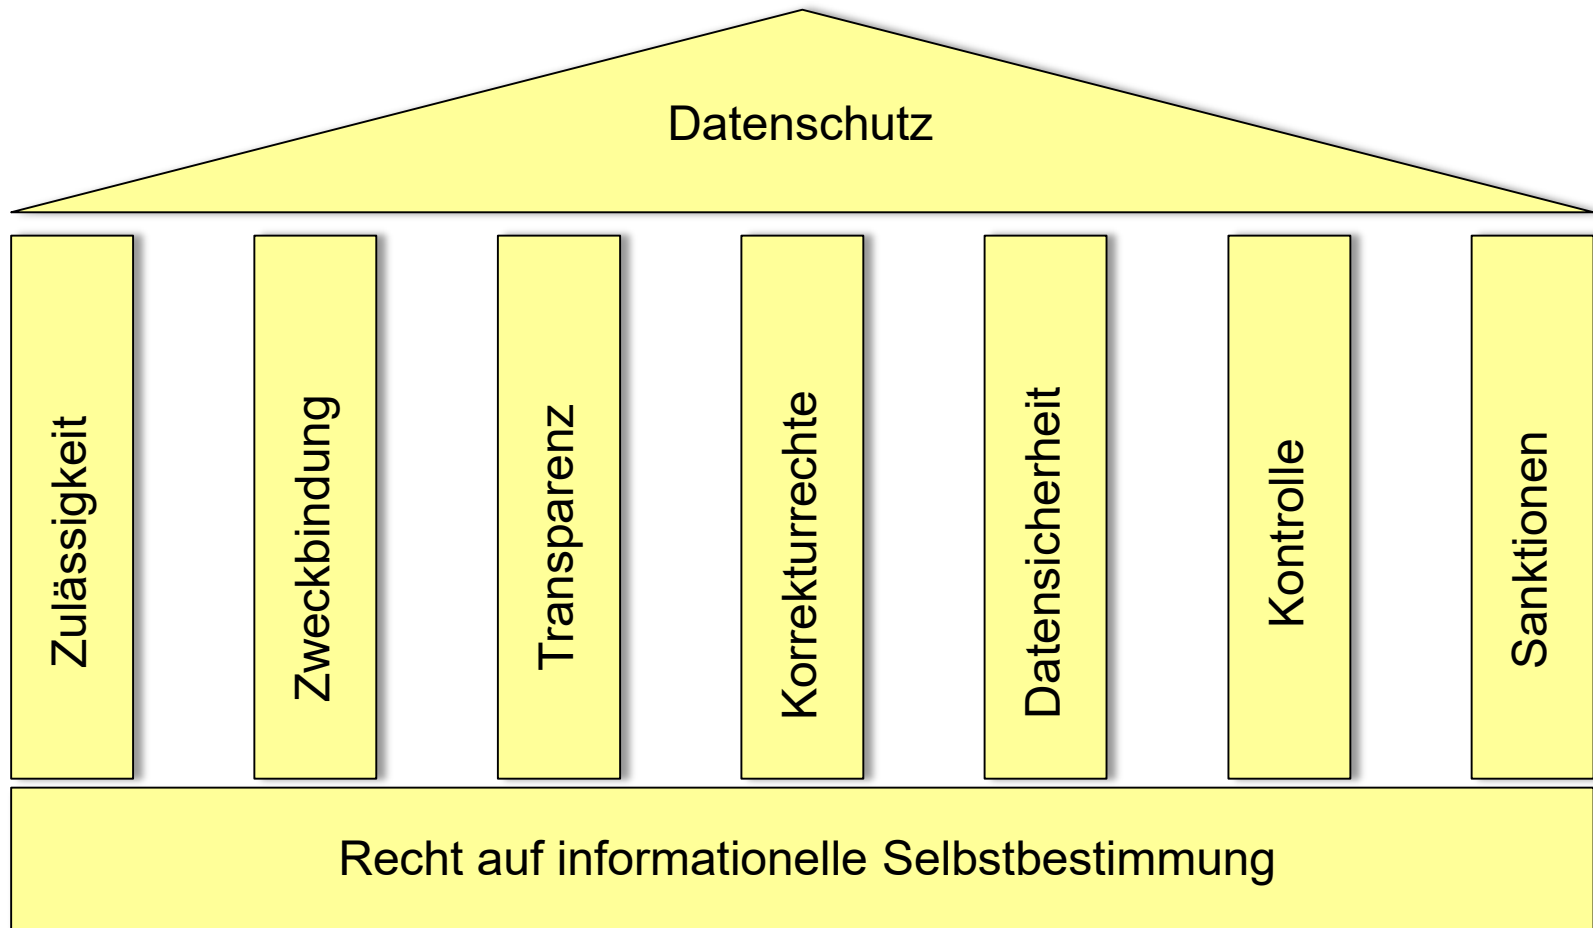 Datenschutz
Zulässigkeit
Zweckbindung
Transparenz
Korrekturrechte
Datensicherheit
Kontrolle
Sanktionen
Recht auf informationelle Selbstbestimmung